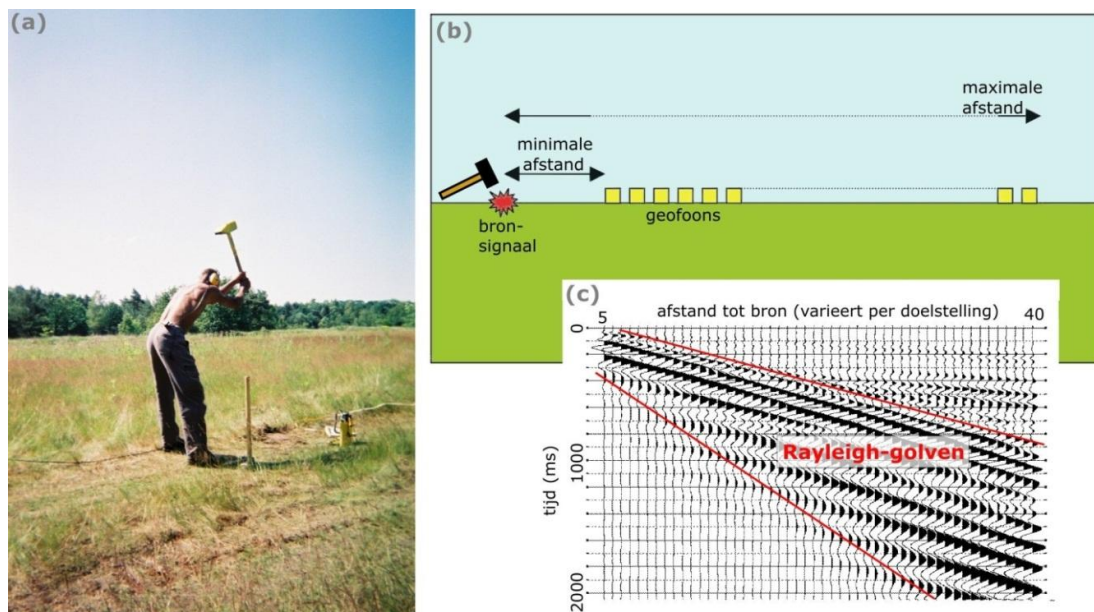 (a)
(b)
maximale
afstand
minimale
afstand
bron-
signaal
geofoons
(c)
afstand tot bron (varieert per doelstelling)
5
40
0
1000
2000
tijd (ms)
Rayleigh-golven